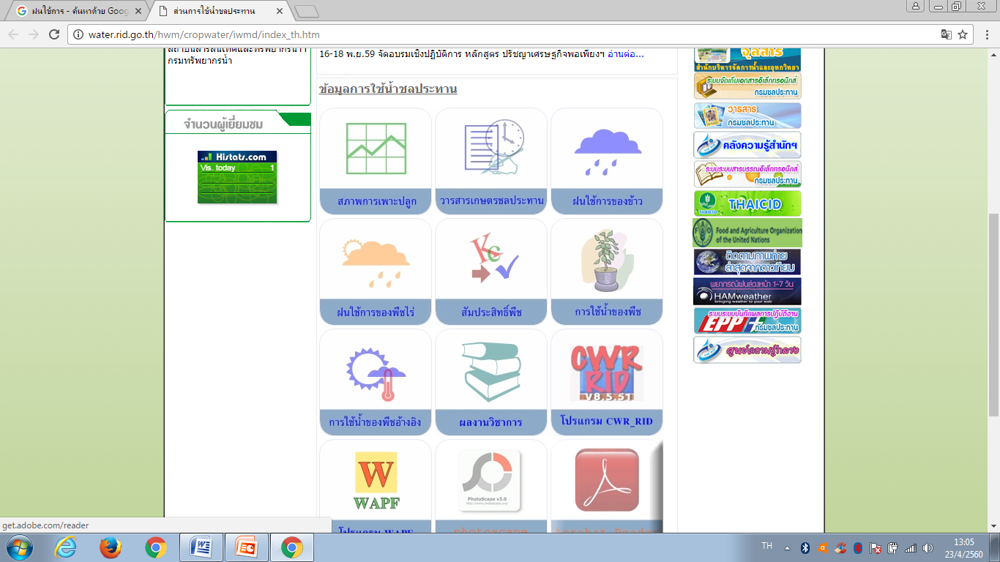 ฝนใช้การ - ค้นหาด้วย Goog
ส่วนการใช้น้ำชลประทาน
water.rid.go.th/hwm/cropwater/iwmd/index_th.htm
กรมทรัพยากรน้ำ
จำนวนผู้เยี่ยมชม
Histats.com
Vis. today 1
16-18 พ.ย.59 จัดอบรมเชิงปฏิบัติการ หลักสูตร ปรัชญาเศรษฐกิจพอเพียงฯ อ่านต่อ...
ข้อมูลการใช้น้ำชลประทาน
สภาพการเพาะปลูก
วารสารเกษตรชลประทาน
ฝนใช้การของข้าว
Kc
ฝนใช้การของพืชไร่
สัมประสิทธิ์พืช
การใช้น้ำของพืช
CWR
RID
V8.5.51
การใช้น้ำของพืชอ้างอิง
ผลงานวิชาการ
โปรแกรม CWR_RID
W
WAPF
PhotoScape v3.0
http://www.photoscape.org/
โปรแกรม WAPF
photoscape
Acrobat Reader
จุลสาร
สำนักบริหารจัดการน้ำและอุทกวิทยา
ระบบจัดเก็บเอกสารอิเล็กทรอนิกส์
กรมชลประทาน
วารสาร
กรมชลประทาน
คลังความรู้สำนักฯ
ระบบระบบสารบรรณอิเล็กทรอนิกส์
กรมชลประทาน
THAICID
THAICID
FAO
Food and Agriculture Organization
of the United Nations
ติดตามภาพถ่าย
ล่าสุดจากดาวเทียม
พยากรณ์ฝนล่วงหน้า 1-7 วัน
HAMweather
bringing weather to your web
ระบบระบบบันทึกผลการปฏิบัติงาน
EPP+
กรมชลประทาน
ศูนย์ความรู้กลาง
get.adobe.com/reader
TH
13:05
23/4/2560